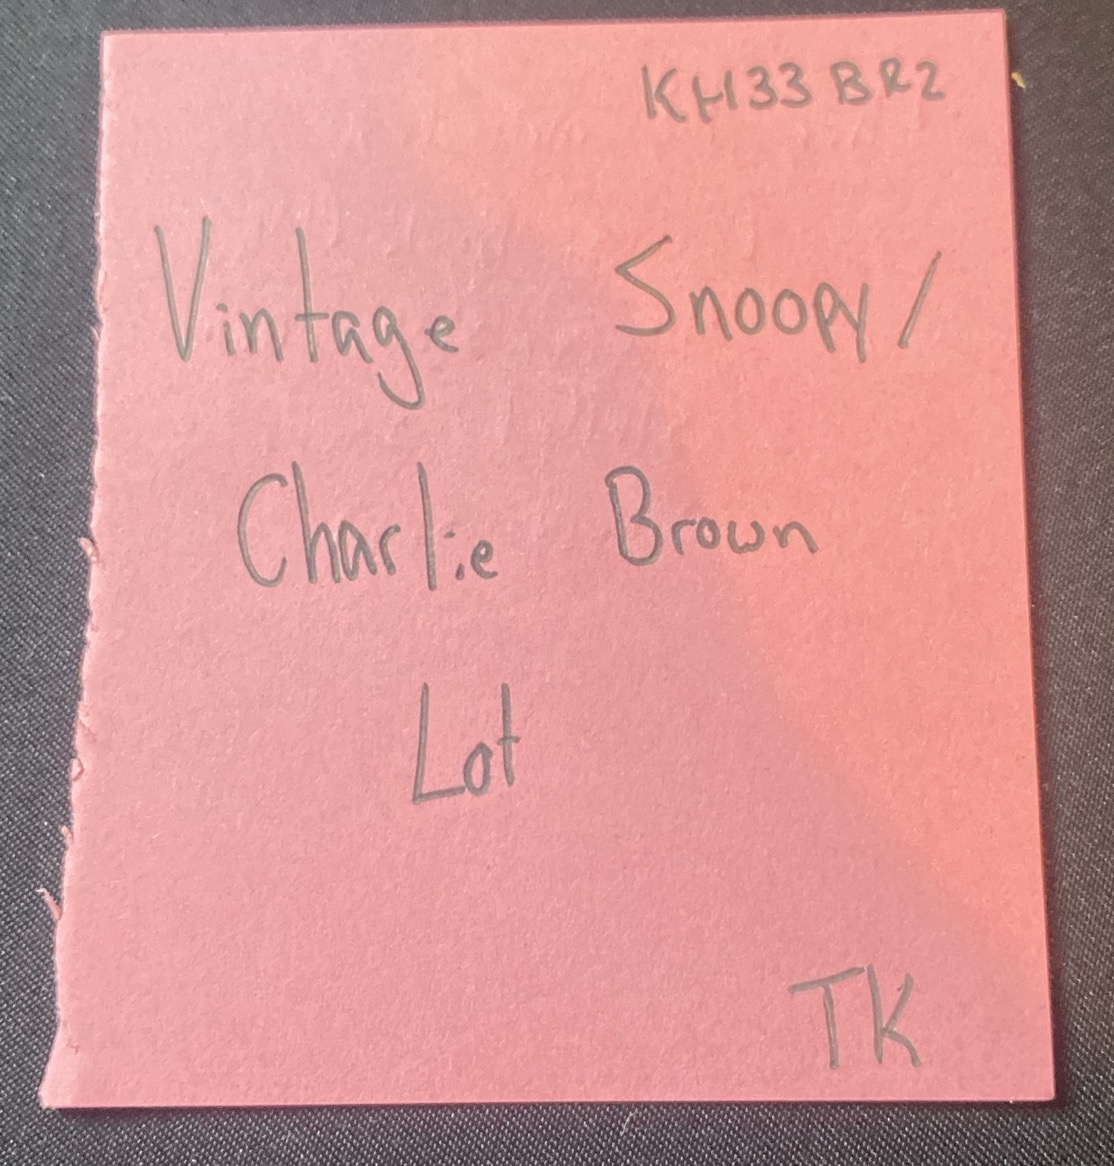 KH33 BR2
Vintage Snoopy/
Charlie Brown
Lot
TK